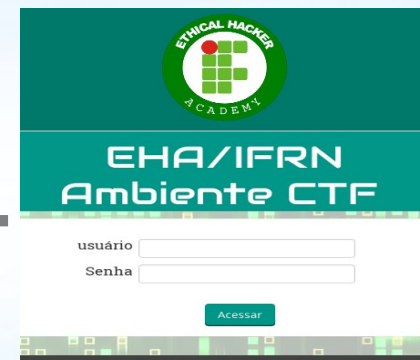 ETHICAL HACKER
ACADEMY
EHA/IFRN
Ambiente CTF
usuário
Senha
Acessar